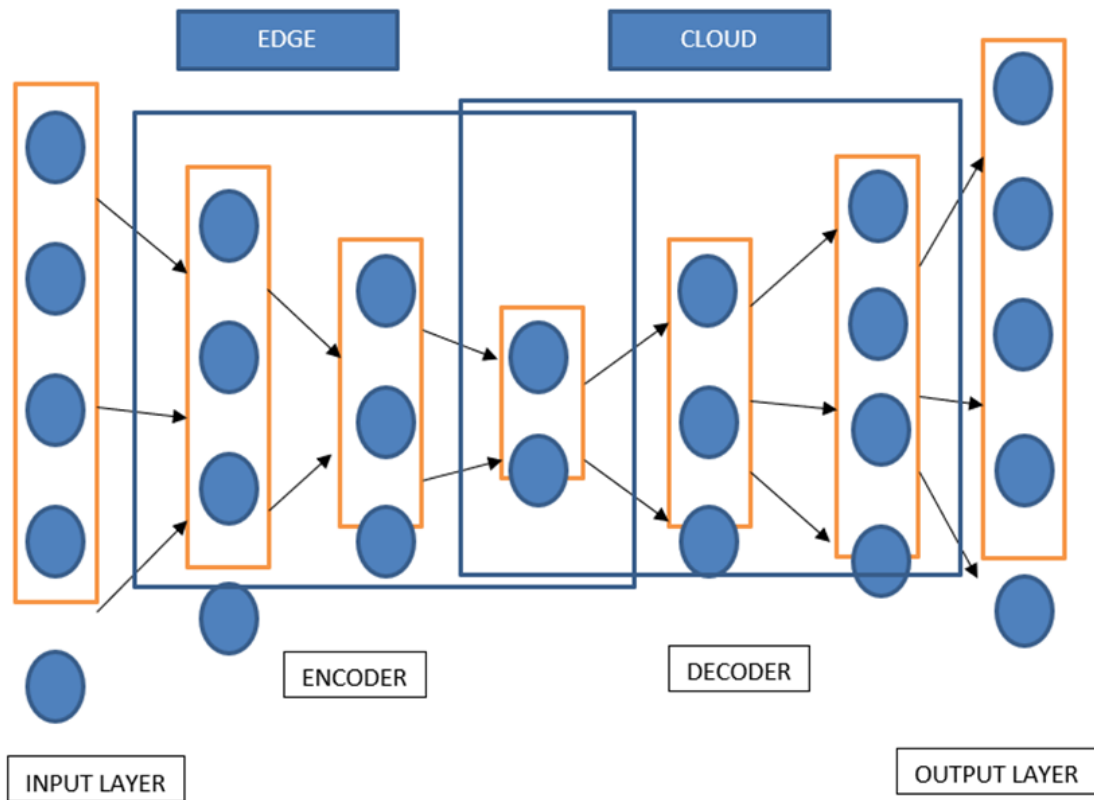 EDGE
CLOUD
ENCODER
DECODER
INPUT LAYER
OUTPUT LAYER